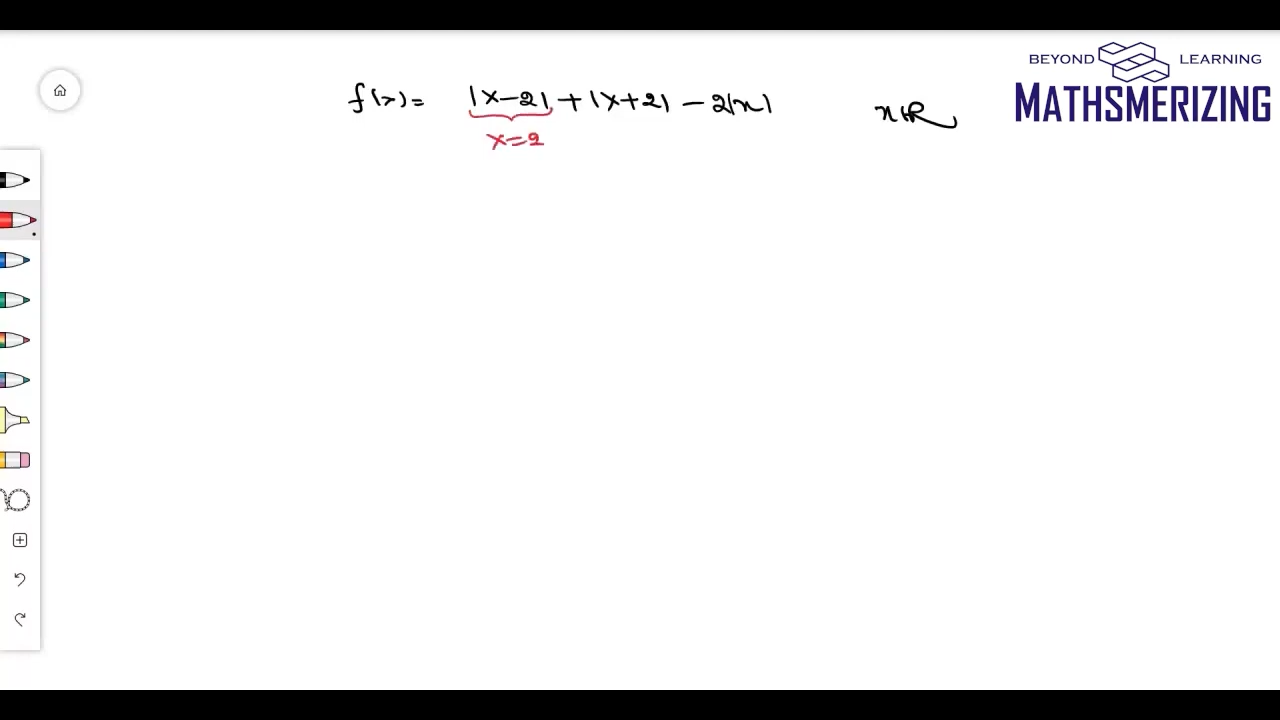 BEYOND LEARNING
MATHSMERIZING
f(x) = |x-2| + |x+2| - 2|x| x∈R
x=2